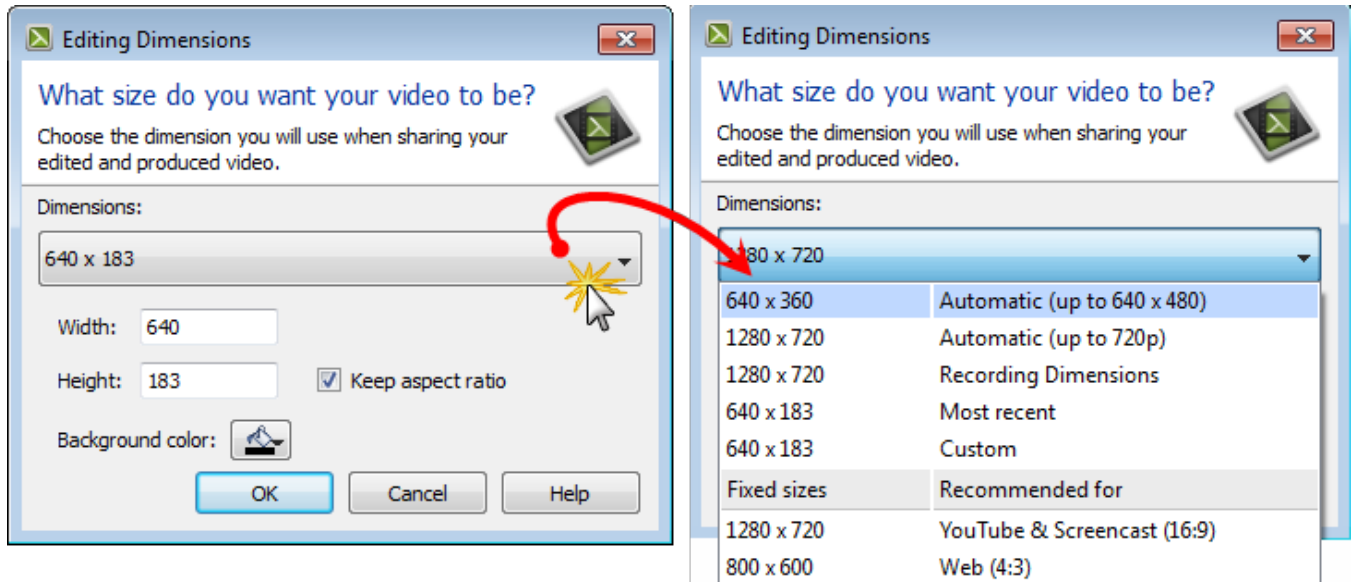 Editing Dimensions
What size do you want your video to be?
Choose the dimension you will use when sharing your
edited and produced video.
Dimensions:
640 x 183
Width: 640
Height: 183 Keep aspect ratio
Background color:
OK Cancel Help
Editing Dimensions
What size do you want your video to be?
Choose the dimension you will use when sharing your
edited and produced video.
Dimensions:
1280 x 720
640 x 360 Automatic (up to 640 x 480)
1280 x 720 Automatic (up to 720p)
1280 x 720 Recording Dimensions
640 x 183 Most recent
640 x 183 Custom
Fixed sizes Recommended for
1280 x 720 YouTube & Screencast (16:9)
800 x 600 Web (4:3)